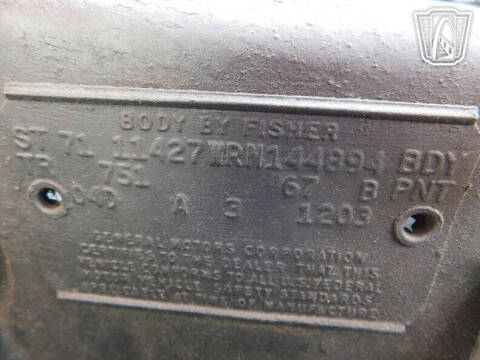 BODY BY FISHER
ST 71 11427 WRN144894 BDY
TR 751 67 B PNT
04D A 3 1203
GENERAL MOTORS CORPORATION
CERTIFIES TO THE DEALER THAT THIS
VEHICLE CONFORMS TO ALL U.S. FEDERAL
MOTOR VEHICLE SAFETY STANDARDS
APPLICABLE AT TIME OF MANUFACTURE